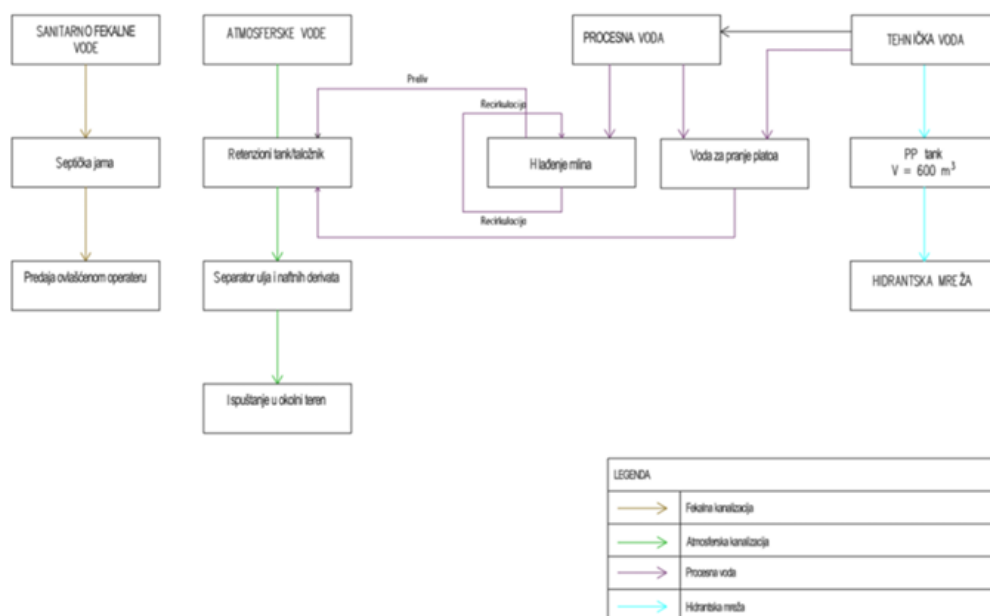 SANITARNO FEKALNE
VODE
ATMOSFERSKE VODE
PROCESNA VODA
TEHNIČKA VODA
Preliv
Recirkulacija
Septička jama
Retenzioni tank/taložnik
Hlađenje mlina
Voda za pranje platoa
PP tank
V = 600 m³
Recirkulacija
Predaja ovlašćenom operateru
Separator ulja i naftnih derivata
HIDRANTSKA MREŽA
Ispuštanje u okolni teren
LEGENDA
Fekalna kanalizacija
Atmosferska kanalizacija
Procesna voda
Hidrantska mreža